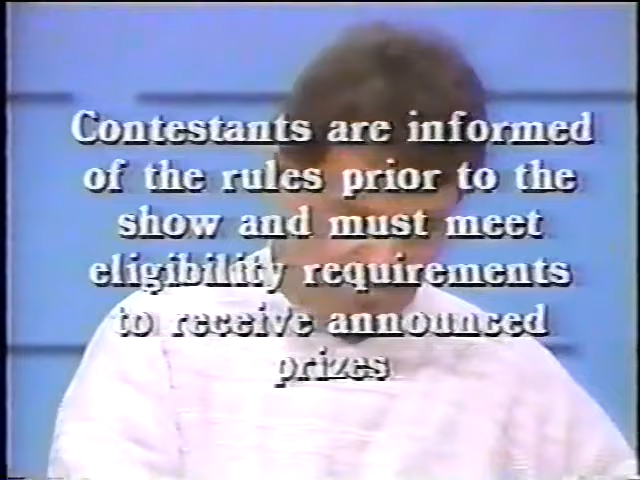 Contestants are informed
of the rules prior to the
show and must meet
eligibility requirements
to receive announced
prizes